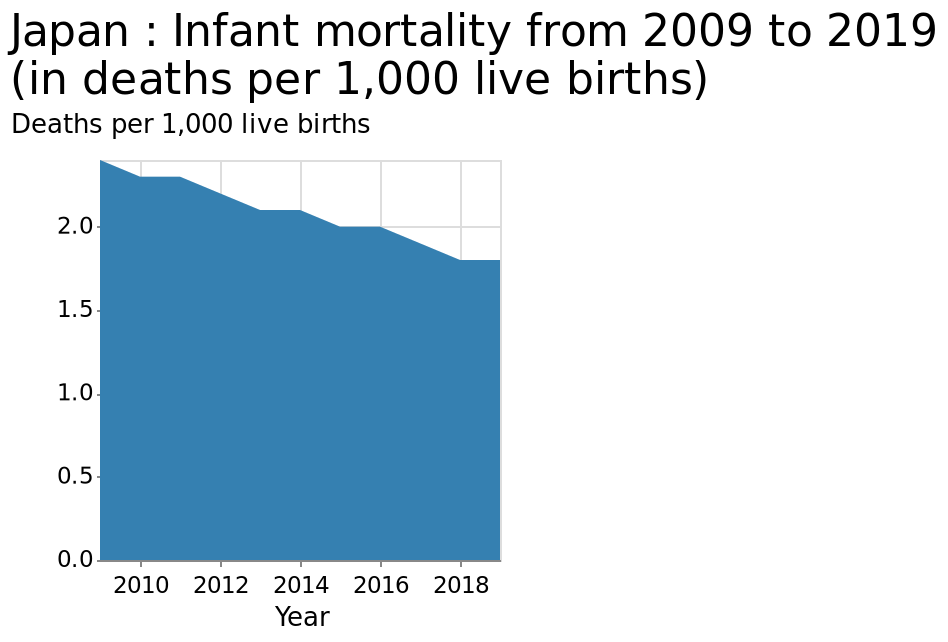 Japan : Infant mortality from 2009 to 2019
(in deaths per 1,000 live births)
Deaths per 1,000 live births
2.0
1.5
1.0
0.5
0.0
2010 2012 2014 2016 2018
Year